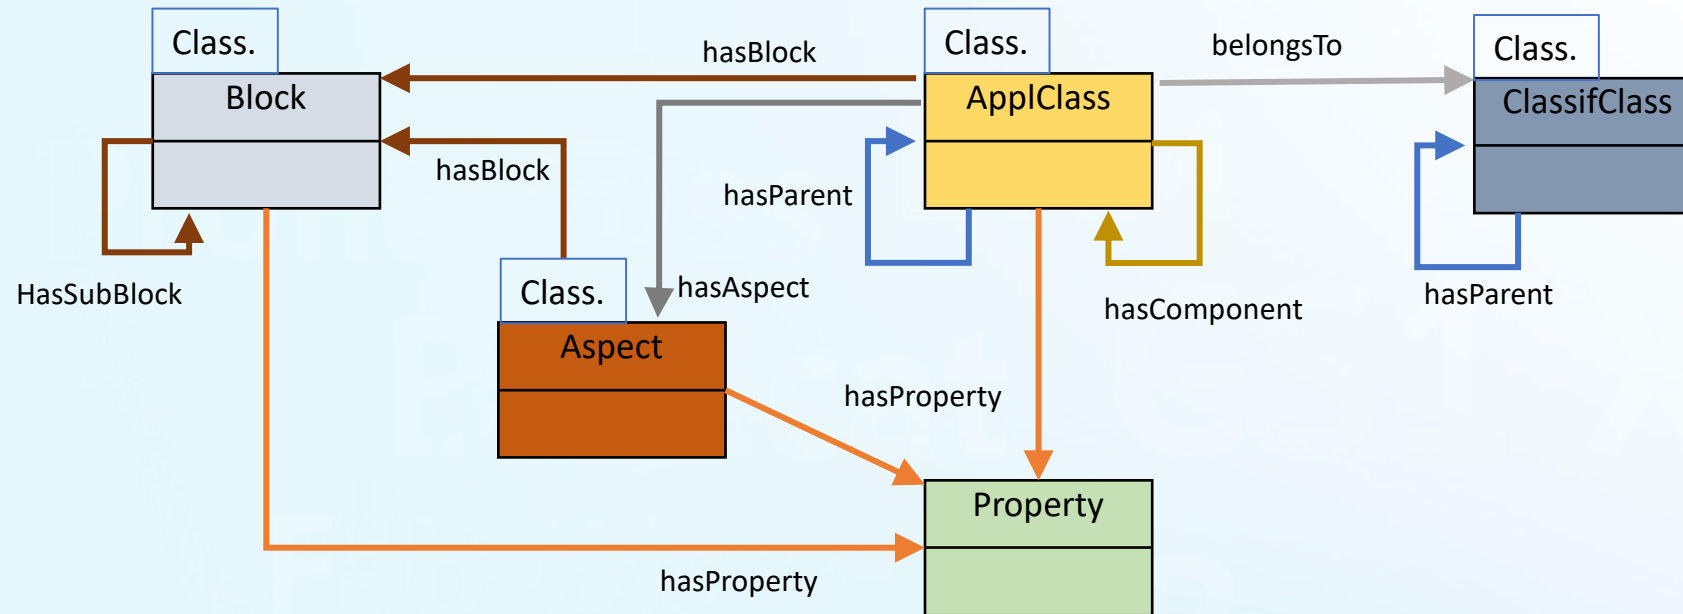 Class.
Block
hasBlock
Class.
ApplClass
belongsTo
Class.
ClassifClass
hasBlock
hasParent
HasSubBlock
Class.
hasAspect
hasComponent
hasParent
Aspect
hasProperty
Property
hasProperty